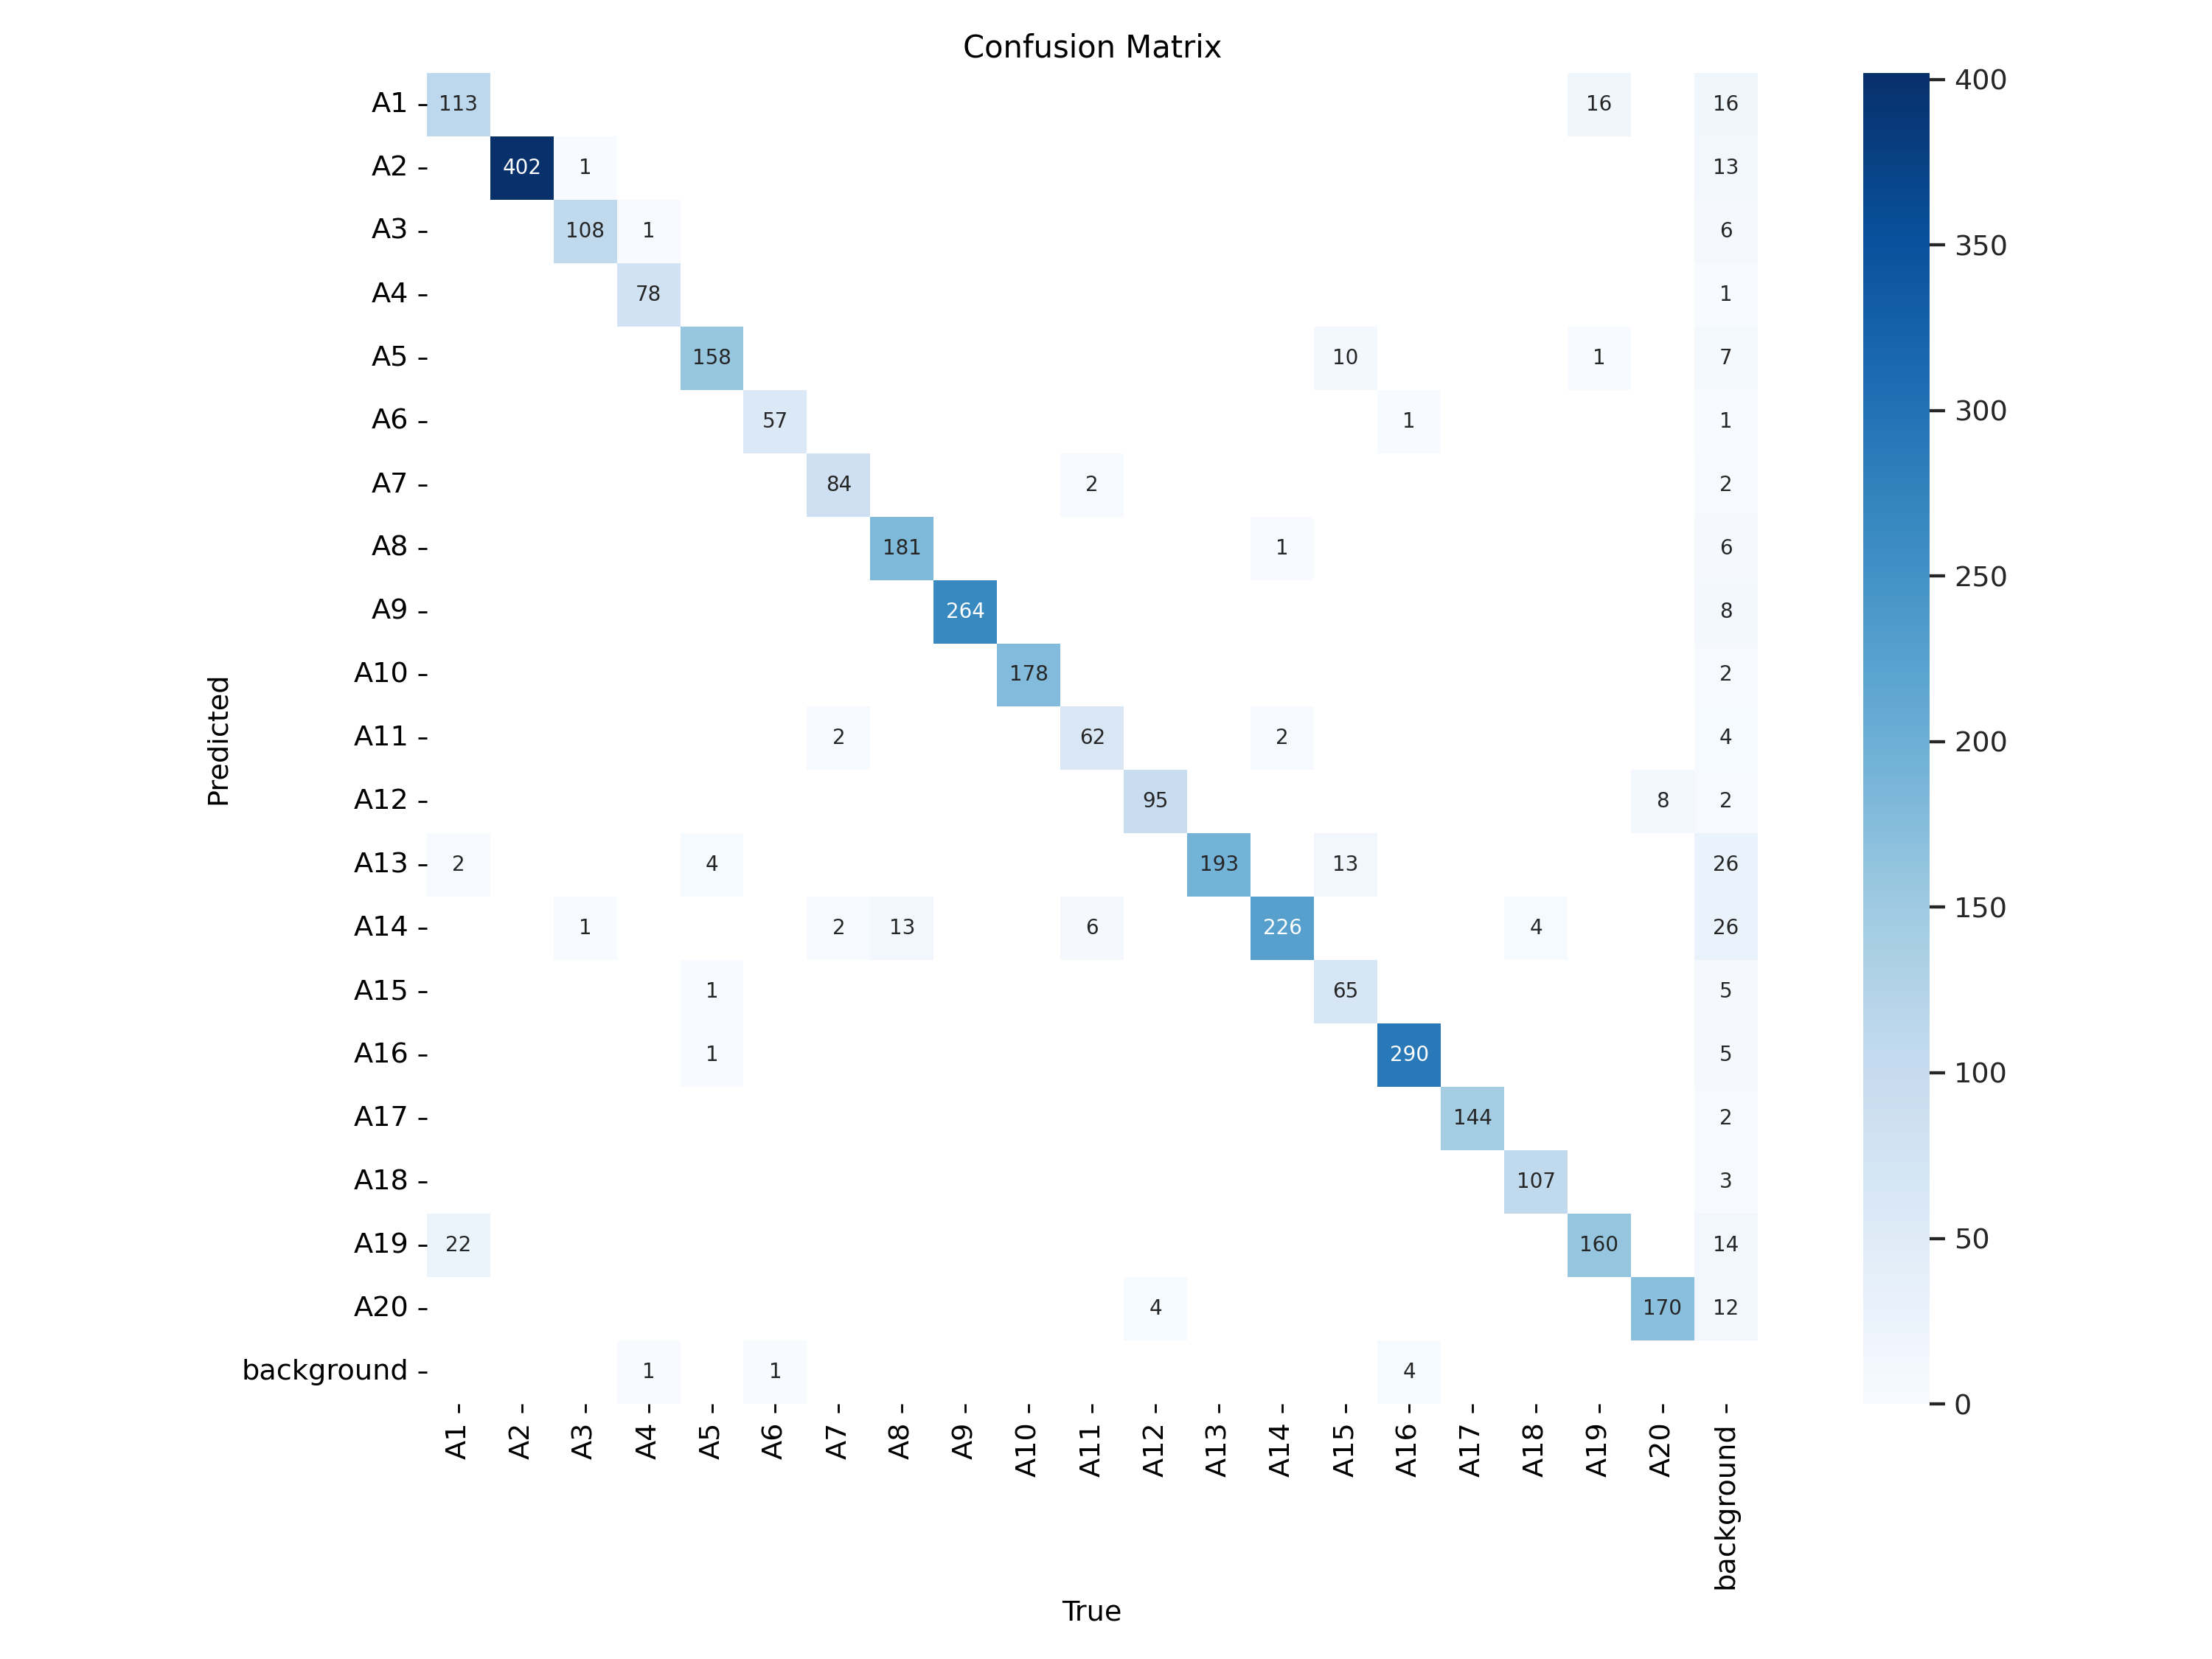 Confusion Matrix
A1 113 16 16
A2 402 1 13
A3 108 1 6
A4 78 1
A5 158 10 1 7
A6 57 1 1
A7 84 2 2
A8 181 1 6
A9 264 8
A10 178 2
A11 2 62 2 4
A12 95 8 2
A13 2 4 193 13 26
A14 1 2 13 6 226 4 26
A15 1 65 5
A16 1 290 5
A17 144 2
A18 107 3
A19 22 160 14
A20 4 170 12
background 1 1 4
A1 A2 A3 A4 A5 A6 A7 A8 A9 A10 A11 A12 A13 A14 A15 A16 A17 A18 A19 A20 background
True
Predicted
400
350
300
250
200
150
100
50
0